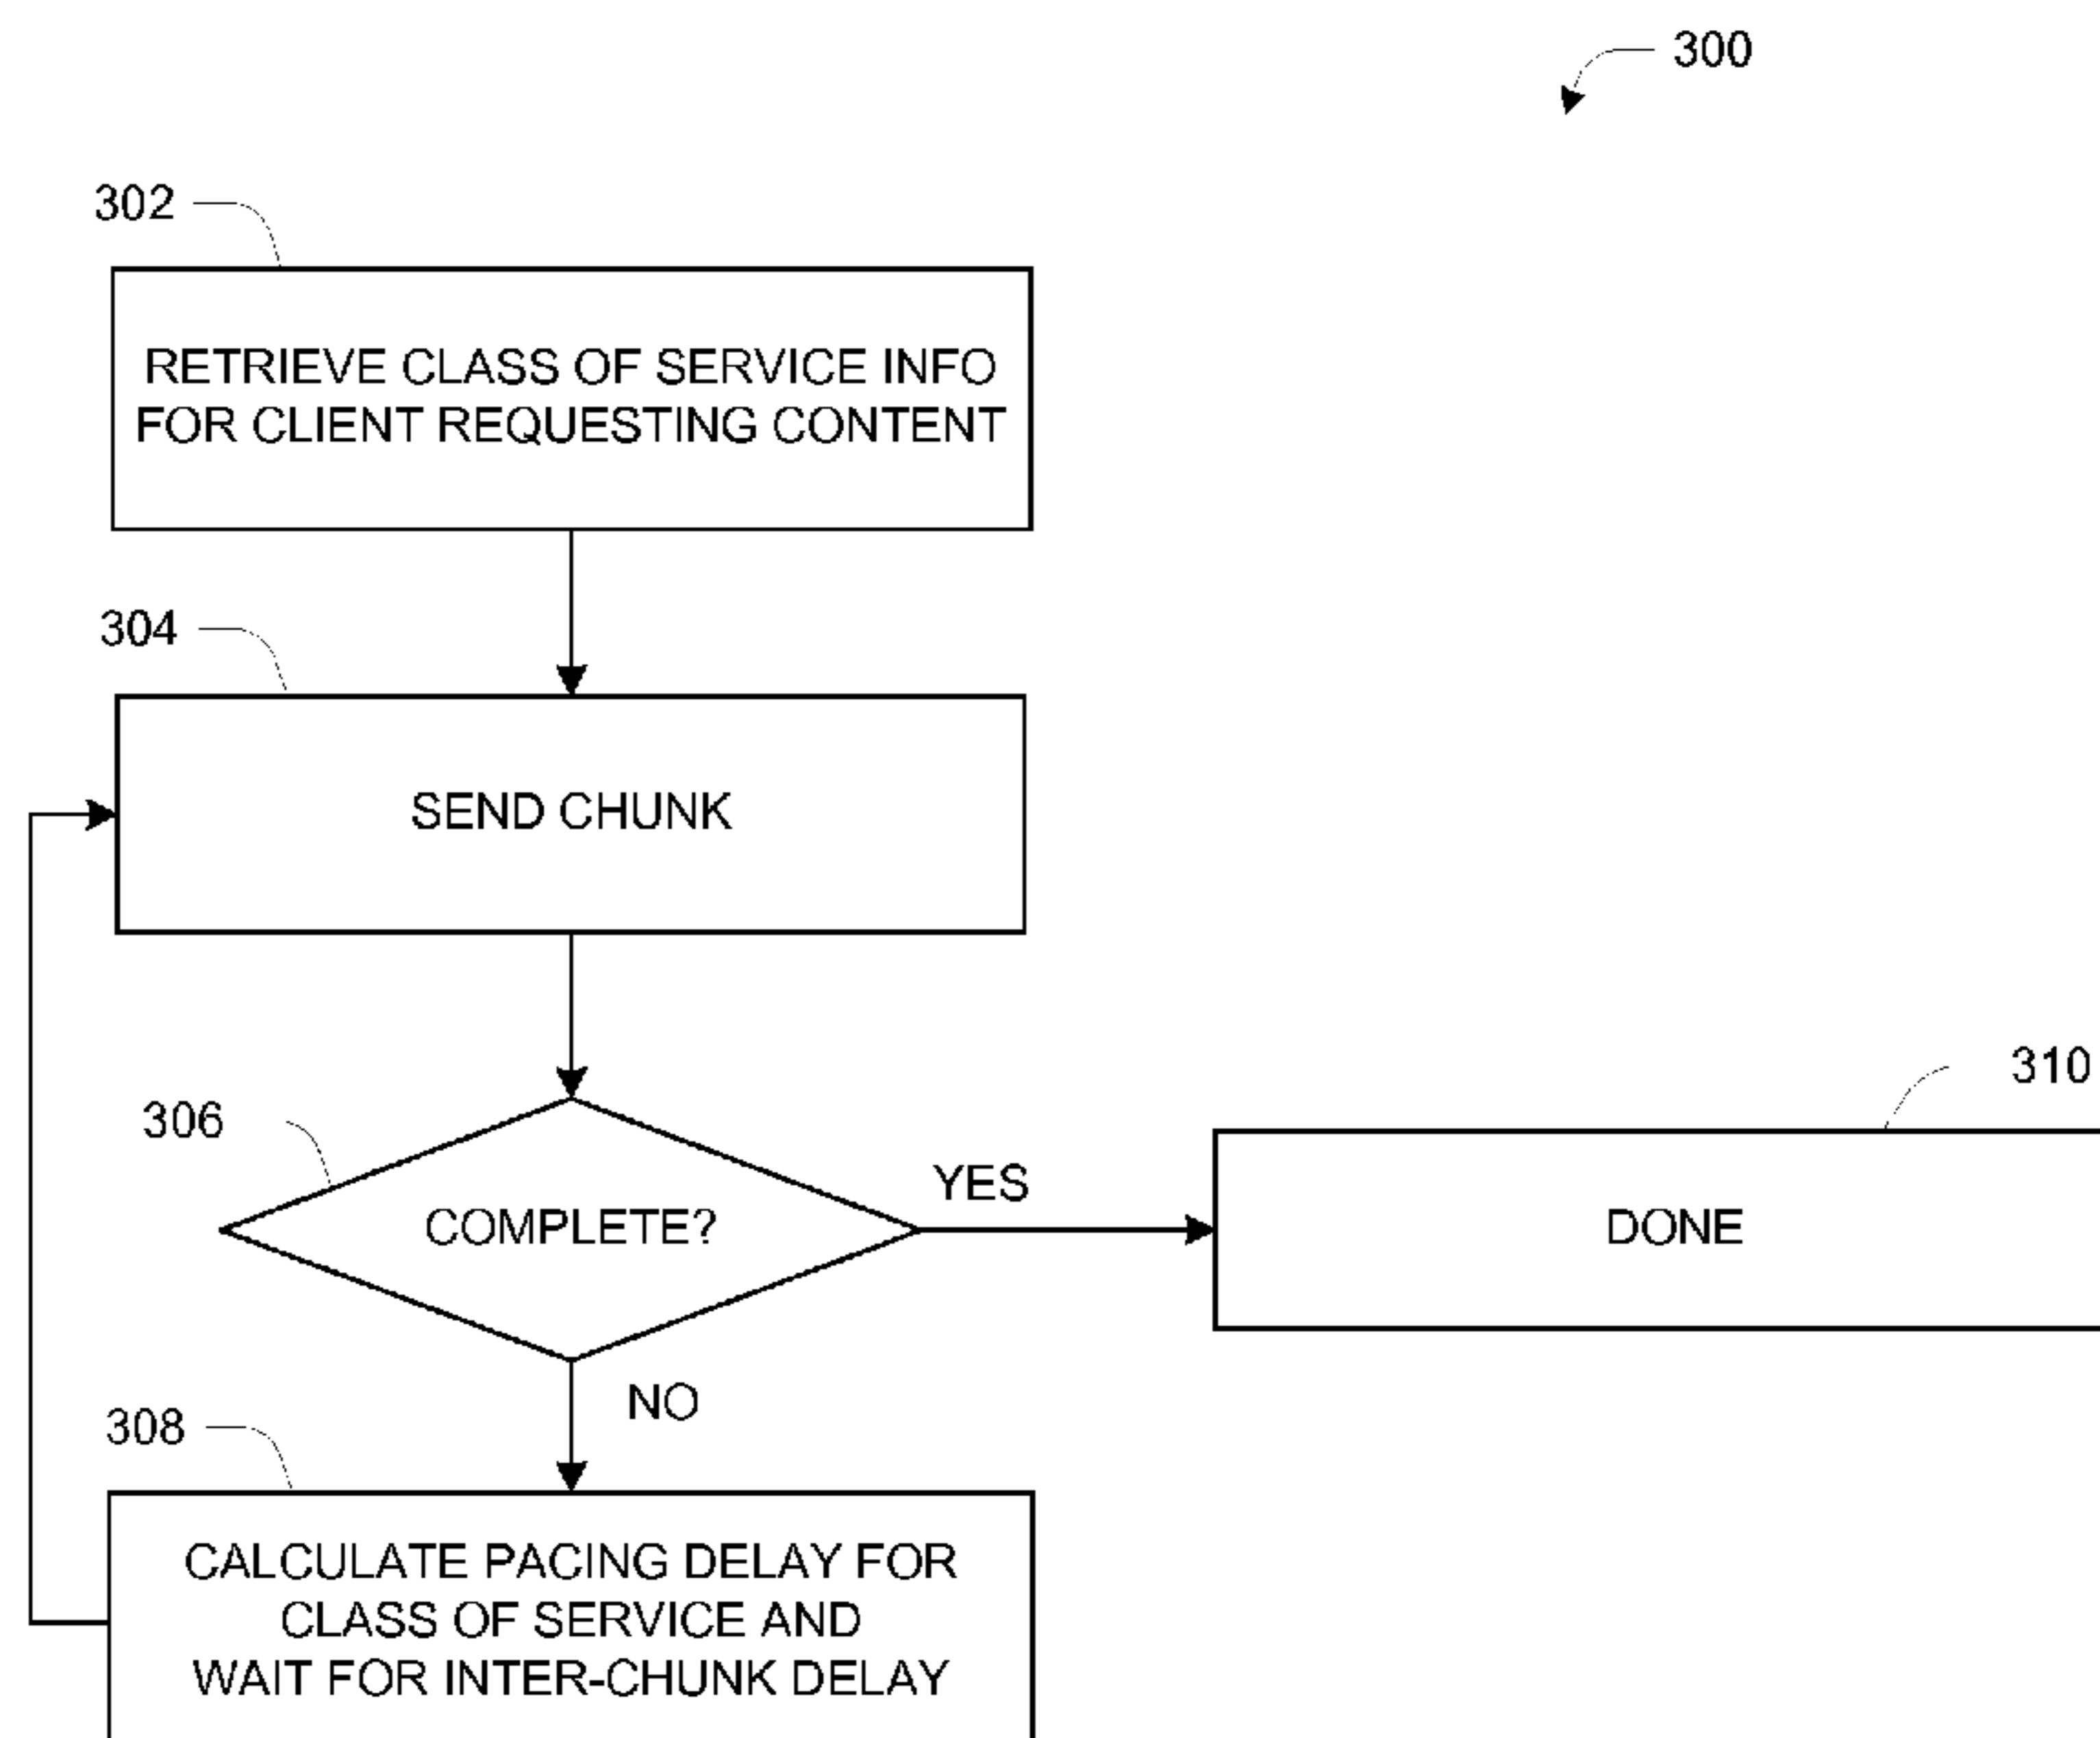 300
302
RETRIEVE CLASS OF SERVICE INFO
FOR CLIENT REQUESTING CONTENT
304
SEND CHUNK
306
COMPLETE?
YES
310
DONE
NO
308
CALCULATE PACING DELAY FOR
CLASS OF SERVICE AND
WAIT FOR INTER-CHUNK DELAY